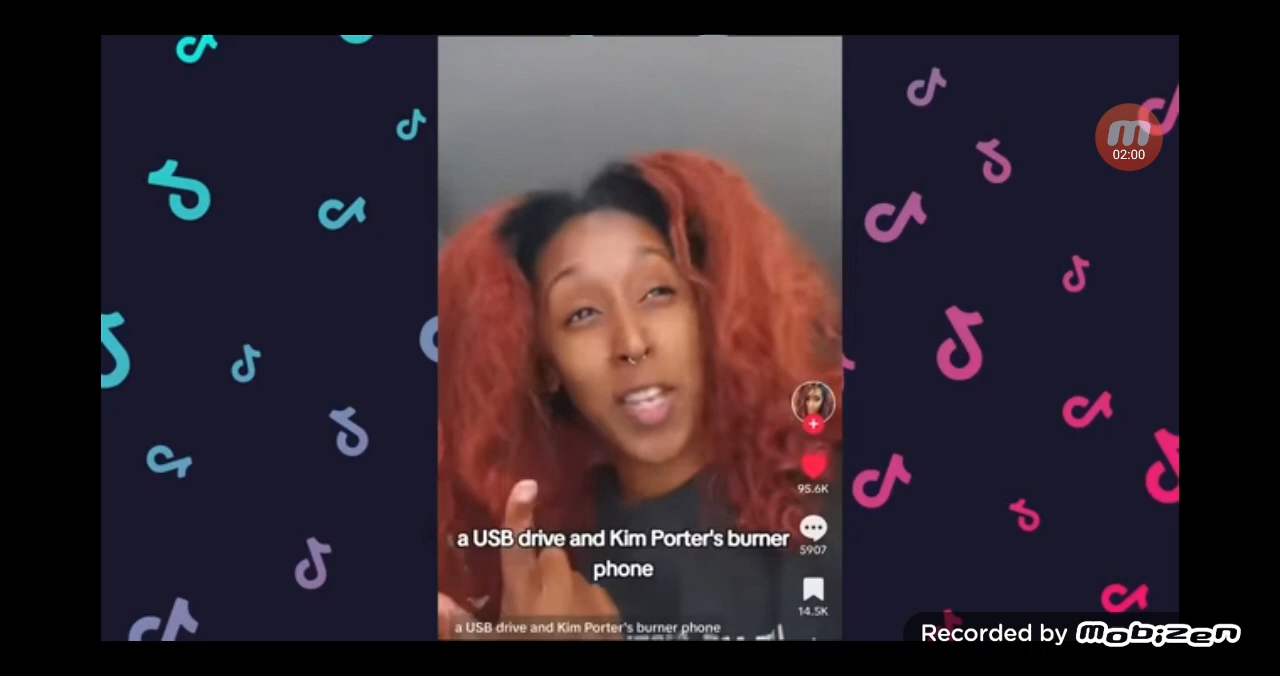 02:00
95.6K
a USB drive and Kim Porter's burner
phone
5907
14.5K
a USB drive and Kim Porter's burner phone
Recorded by mobizen